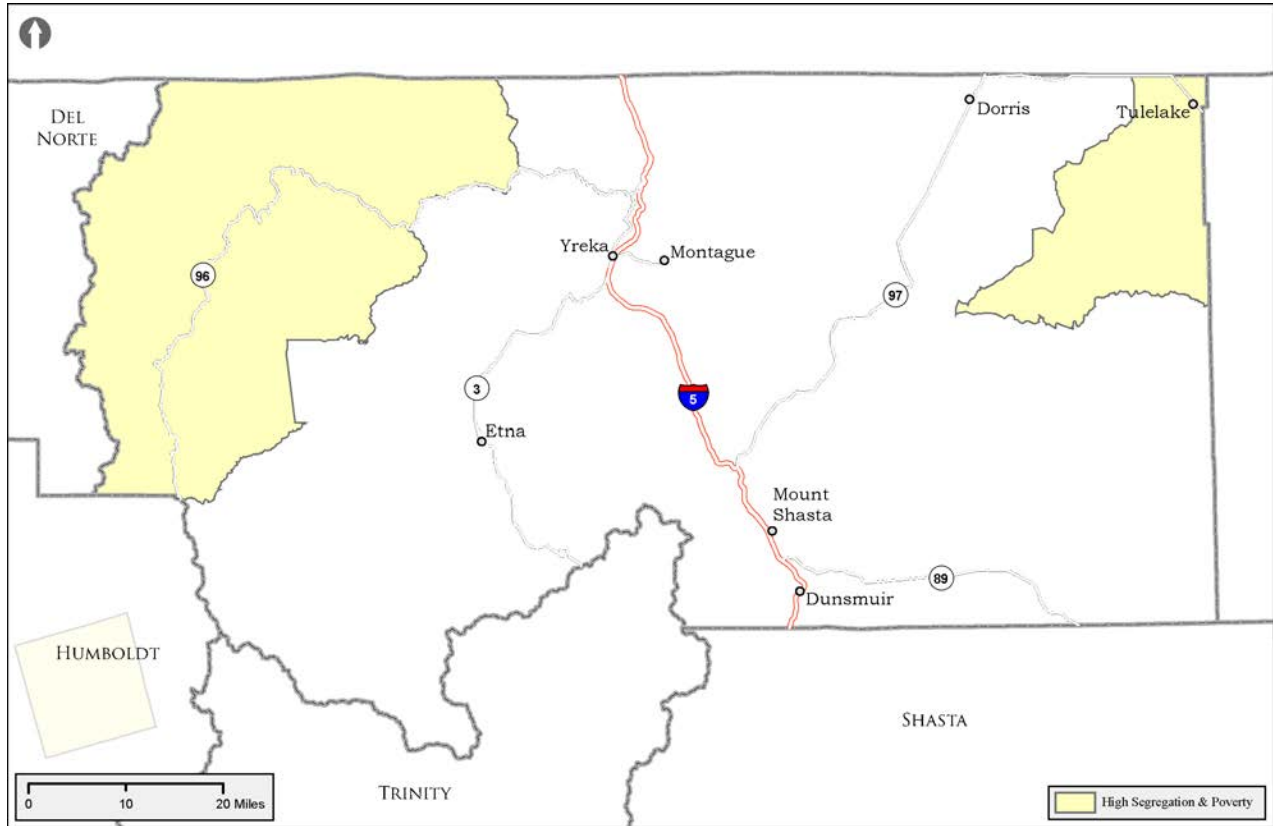 DEL
NORTE
Dorris
Tulelake
Yreka
Montague
96
97
3
5
Etna
Mount
Shasta
89
Dunsmuir
HUMBOLDT
SHASTA
TRINITY
0 10 20 Miles
High Segregation & Poverty